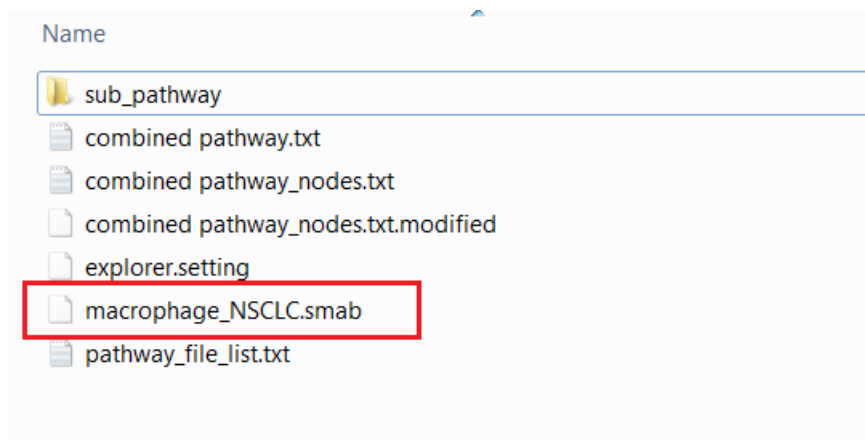 Name
sub_pathway
combined pathway.txt
combined pathway_nodes.txt
combined pathway_nodes.txt.modified
explorer.setting
macrophage_NSCLC.smab
pathway_file_list.txt